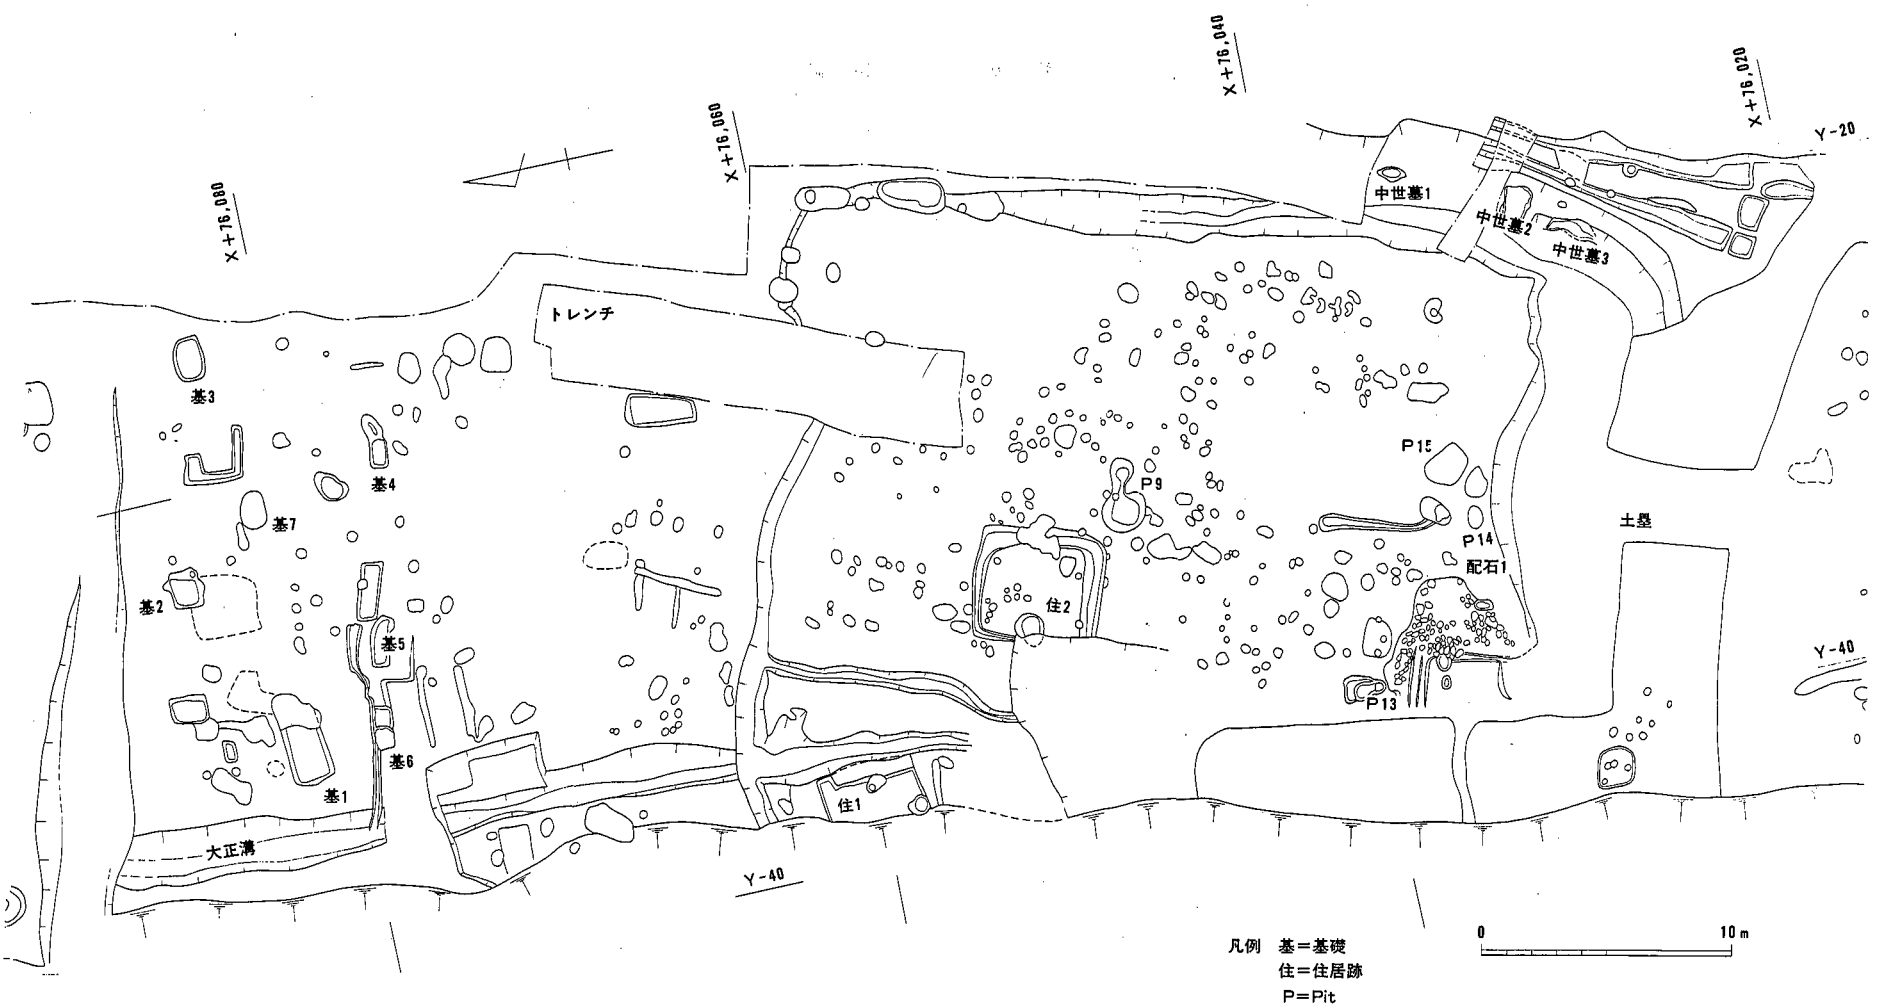 X+76,040
X+76,020
X+76,060
X+76,080
Y-20
中世墓1
中世墓2
中世墓3
トレンチ
基3
基4
基7
P15
P9
P14
土塁
配石1
基2
住2
基5
Y-40
P13
基6
基1
住1
大正溝
Y-40
0 10m
凡例 基=基礎
住=住居跡
P=Pit